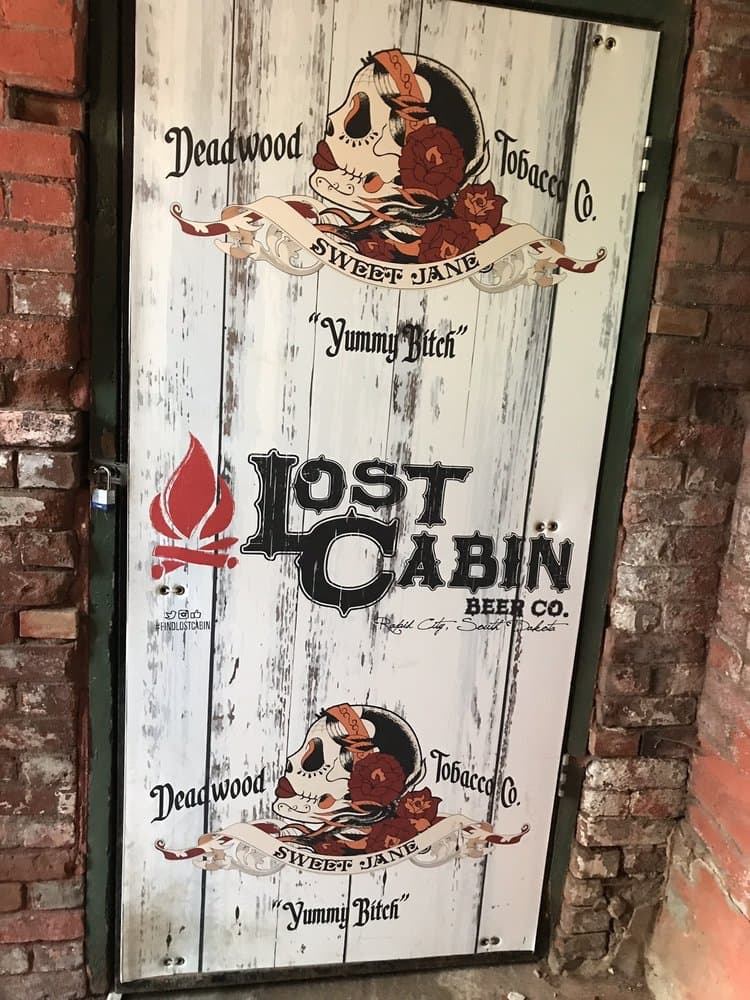 Deadwood Tobacco Co.
SWEET JANE
"Yummy Bitch"
LOST
CABIN
BEER CO.
Rapid City, South Dakota
#FINDLOSTCABIN
Deadwood Tobacco Co.
SWEET JANE
"Yummy Bitch"